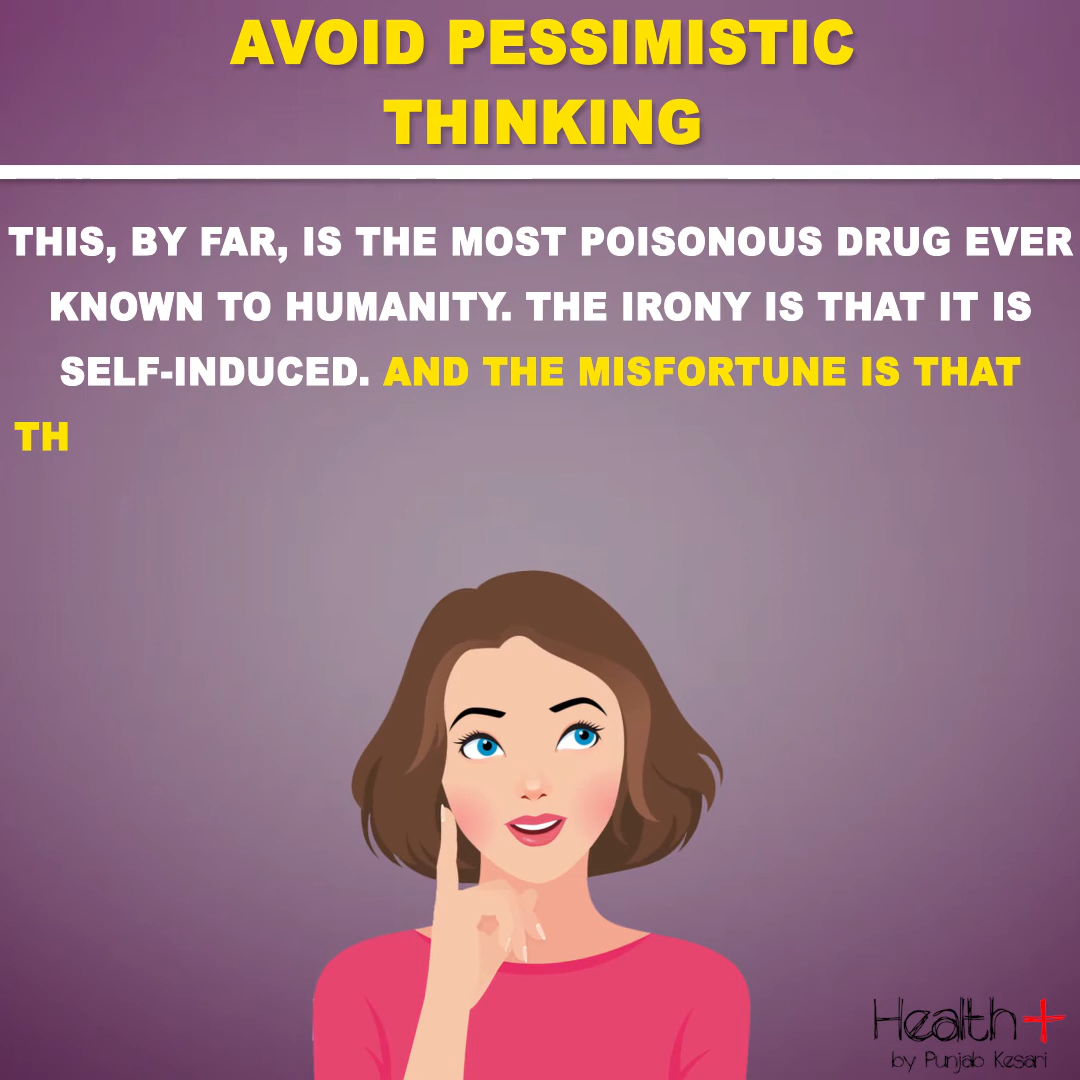 AVOID PESSIMISTIC
THINKING
THIS, BY FAR, IS THE MOST POISONOUS DRUG EVER
KNOWN TO HUMANITY. THE IRONY IS THAT IT IS
SELF-INDUCED. AND THE MISFORTUNE IS THAT
TH
Health+
by Punjab Kesari